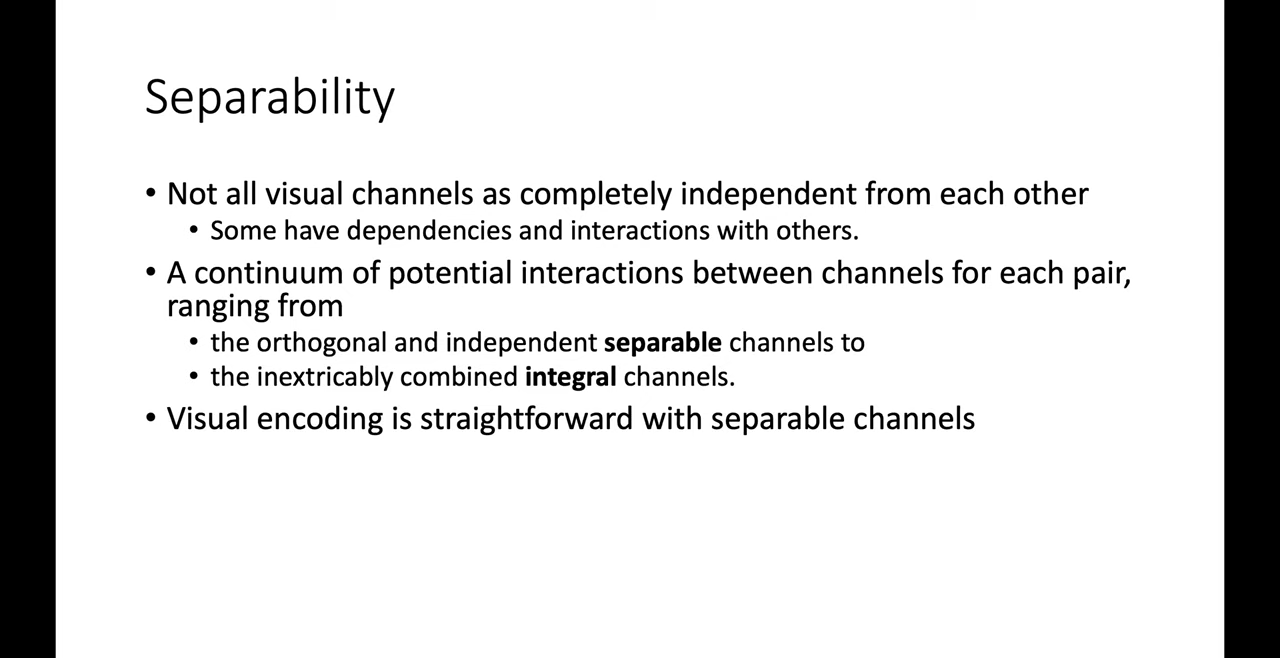 Separability
• Not all visual channels as completely independent from each other
• Some have dependencies and interactions with others.
• A continuum of potential interactions between channels for each pair,
ranging from
• the orthogonal and independent separable channels to
• the inextricably combined integral channels.
• Visual encoding is straightforward with separable channels